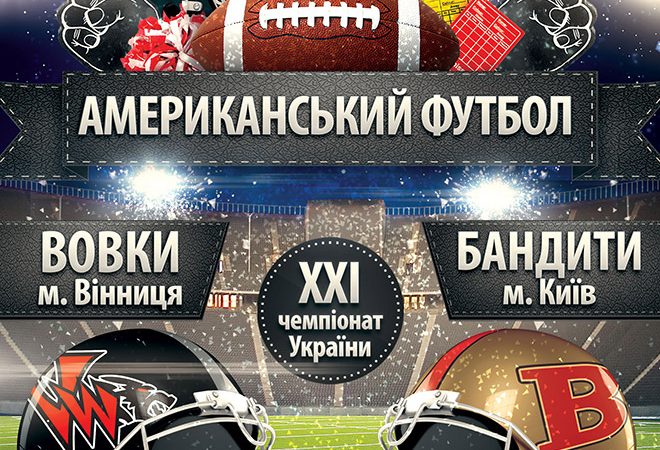 АМЕРИКАНСЬКИЙ ФУТБОЛ
ВОВКИ
м. Вінниця
БАНДИТИ
м. Київ
XXI
чемпіонат
України
W
B